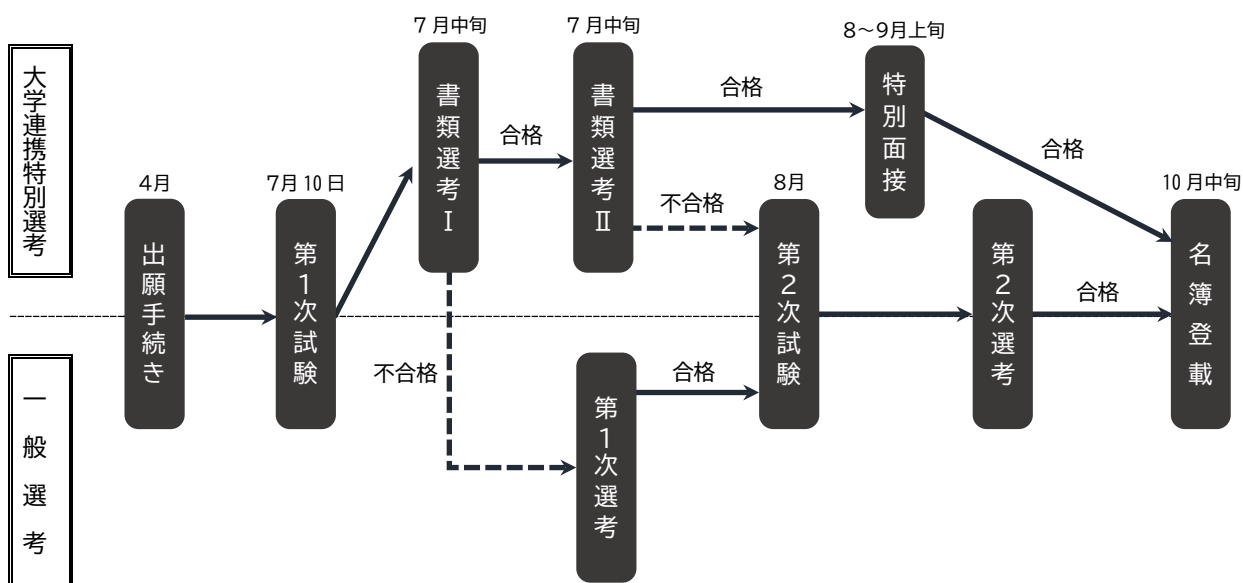 大学連携特別選考
一般選考
4月
出願手続き
7月10日
第1次試験
7月中旬
書類選考Ⅰ
合格
不合格
7月中旬
書類選考Ⅱ
合格
不合格
第1次選考
合格
8月
第2次試験
8～9月上旬
特別面接
合格
第2次選考
合格
10月中旬
名簿登載